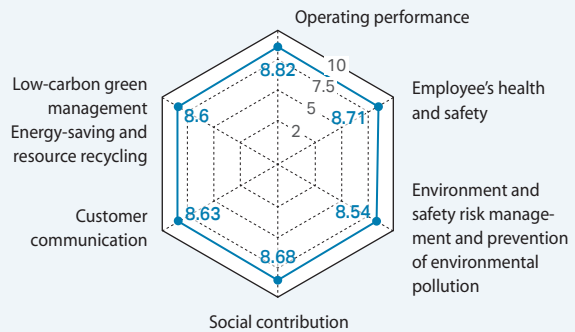 Operating performance
10
8.82
7.5
5
2
8.71
Employee's health
and safety
Low-carbon green
management
Energy-saving and
resource recycling
8.6
Customer
communication
8.63
8.54
Environment and
safety risk manage-
ment and prevention
of environmental
pollution
8.68
Social contribution